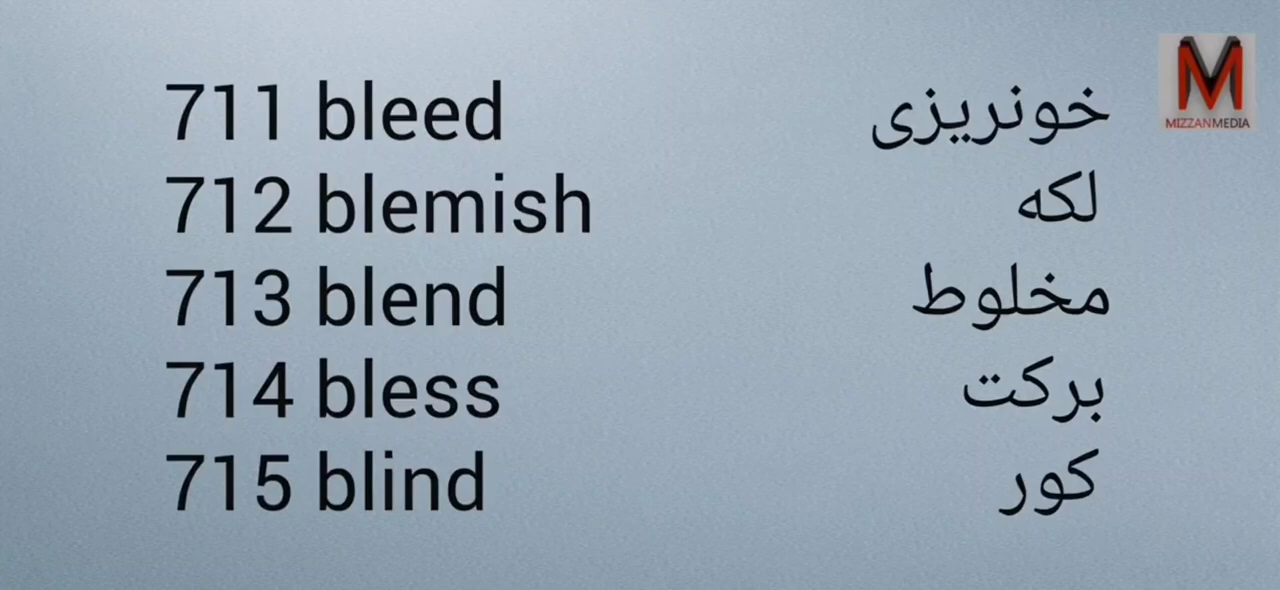 711 bleed خونریزی
712 blemish لکه
713 blend مخلوط
714 bless برکت
715 blind کور
MIZZANMEDIA